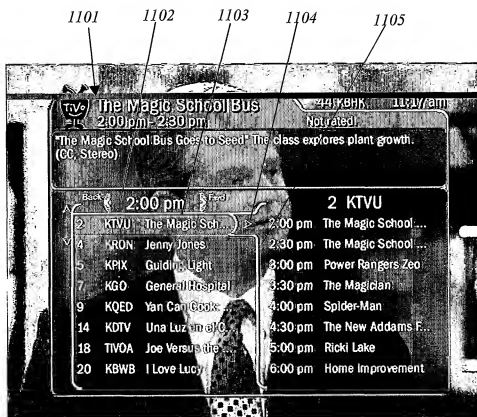 1101 1102 1103 1104 1105
TiVo The Magic School Bus 44 KBHK 11:17 am
2:00 pm - 2:30 pm Not rated
"The Magic School Bus Goes to Seed" The class explores plant growth.
(CC, Stereo)
Back 2:00 pm Fwd 2 KTVU
2 KTVU The Magic Sch... 2:00 pm The Magic School ...
4 KRON Jenny Jones 2:30 pm The Magic School ...
5 KPIX Guiding Light 3:00 pm Power Rangers Zeo
7 KGO General Hospital 3:30 pm The Magician
9 KQED Yan Can Cook: 4:00 pm Spider-Man
14 KDTV Una Luz en el C... 4:30 pm The New Addams F...
18 TIVOA Joe Versus the ... 5:00 pm Ricki Lake
20 KBWB I Love Lucy 6:00 pm Home Improvement